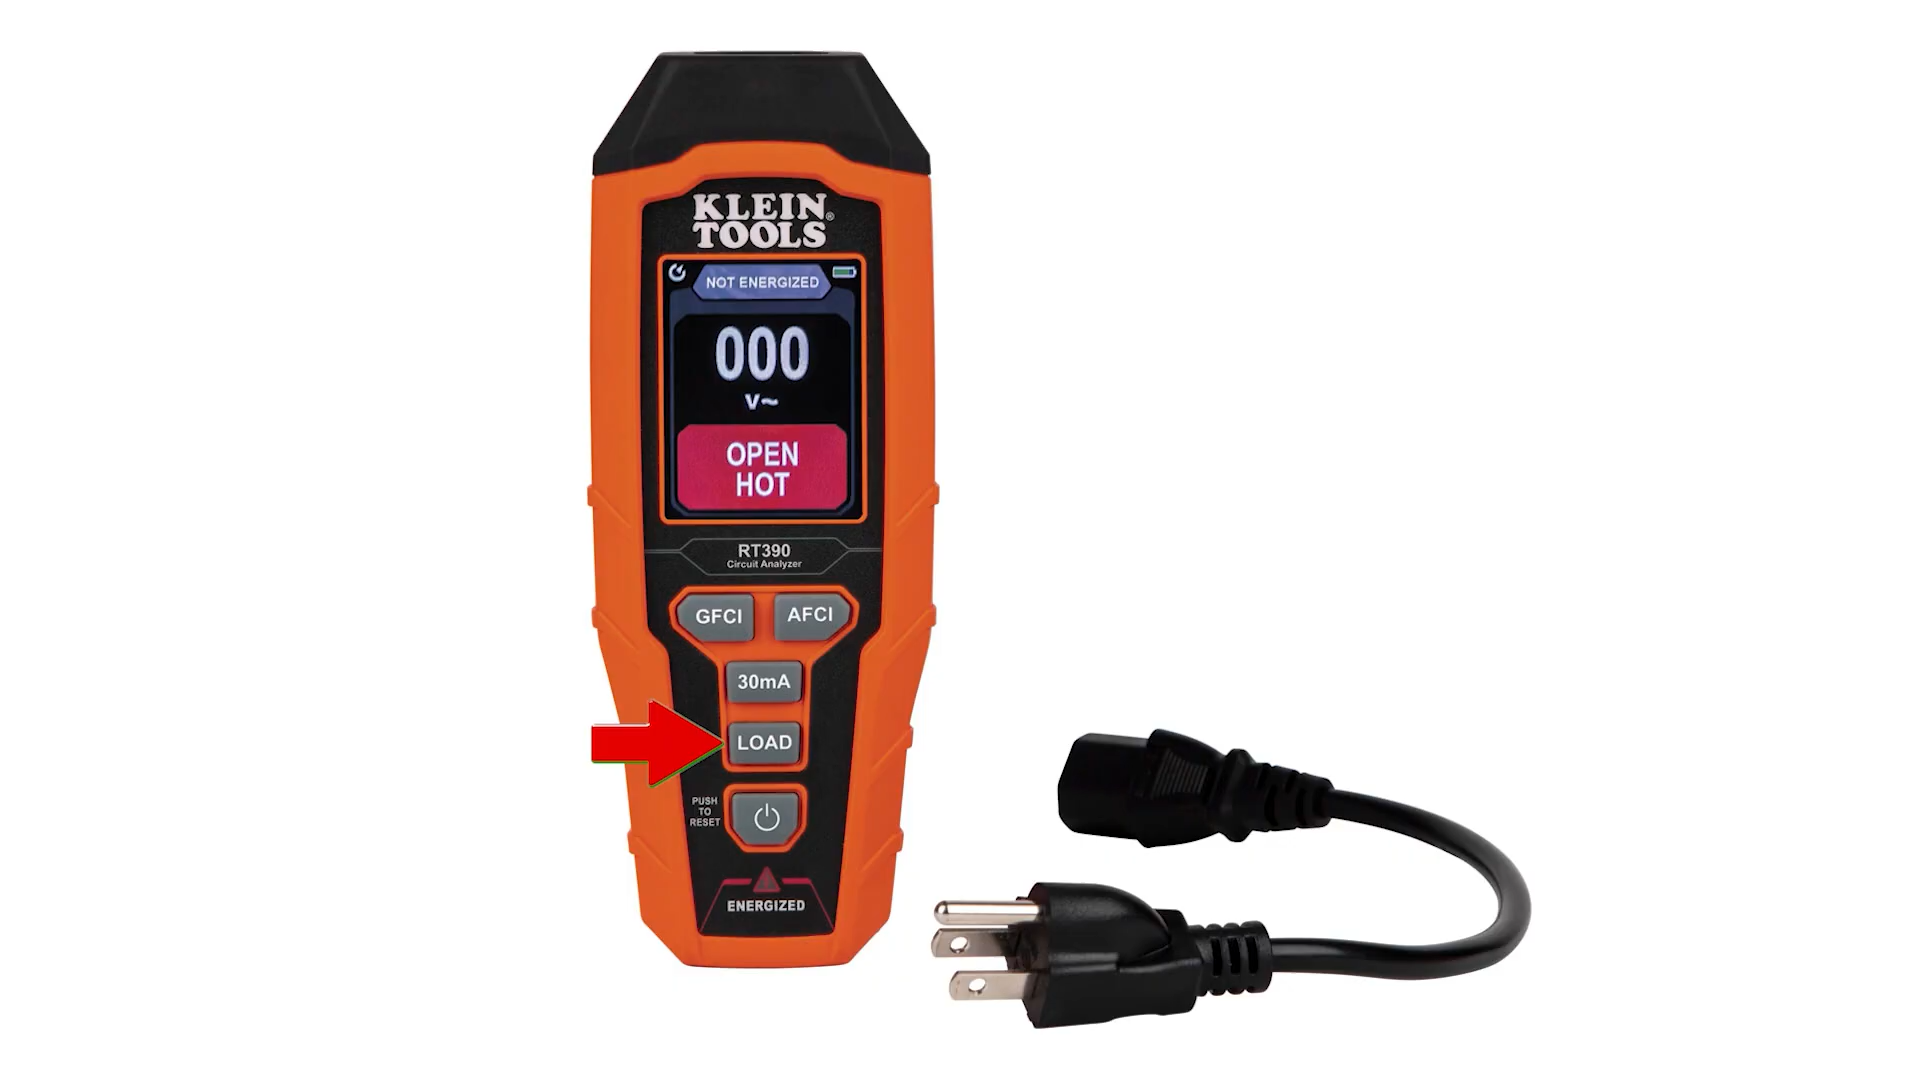 KLEIN
TOOLS®
NOT ENERGIZED
000
V~
OPEN
HOT
RT390
Circuit Analyzer
GFCI
AFCI
30mA
LOAD
PUSH
TO
RESET
ENERGIZED